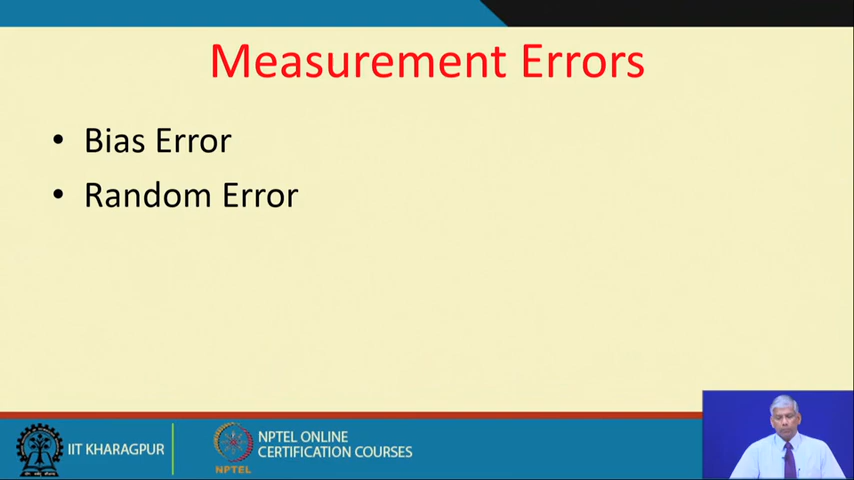 Measurement Errors
• Bias Error
• Random Error
IIT KHARAGPUR
NPTEL
NPTEL ONLINE
CERTIFICATION COURSES